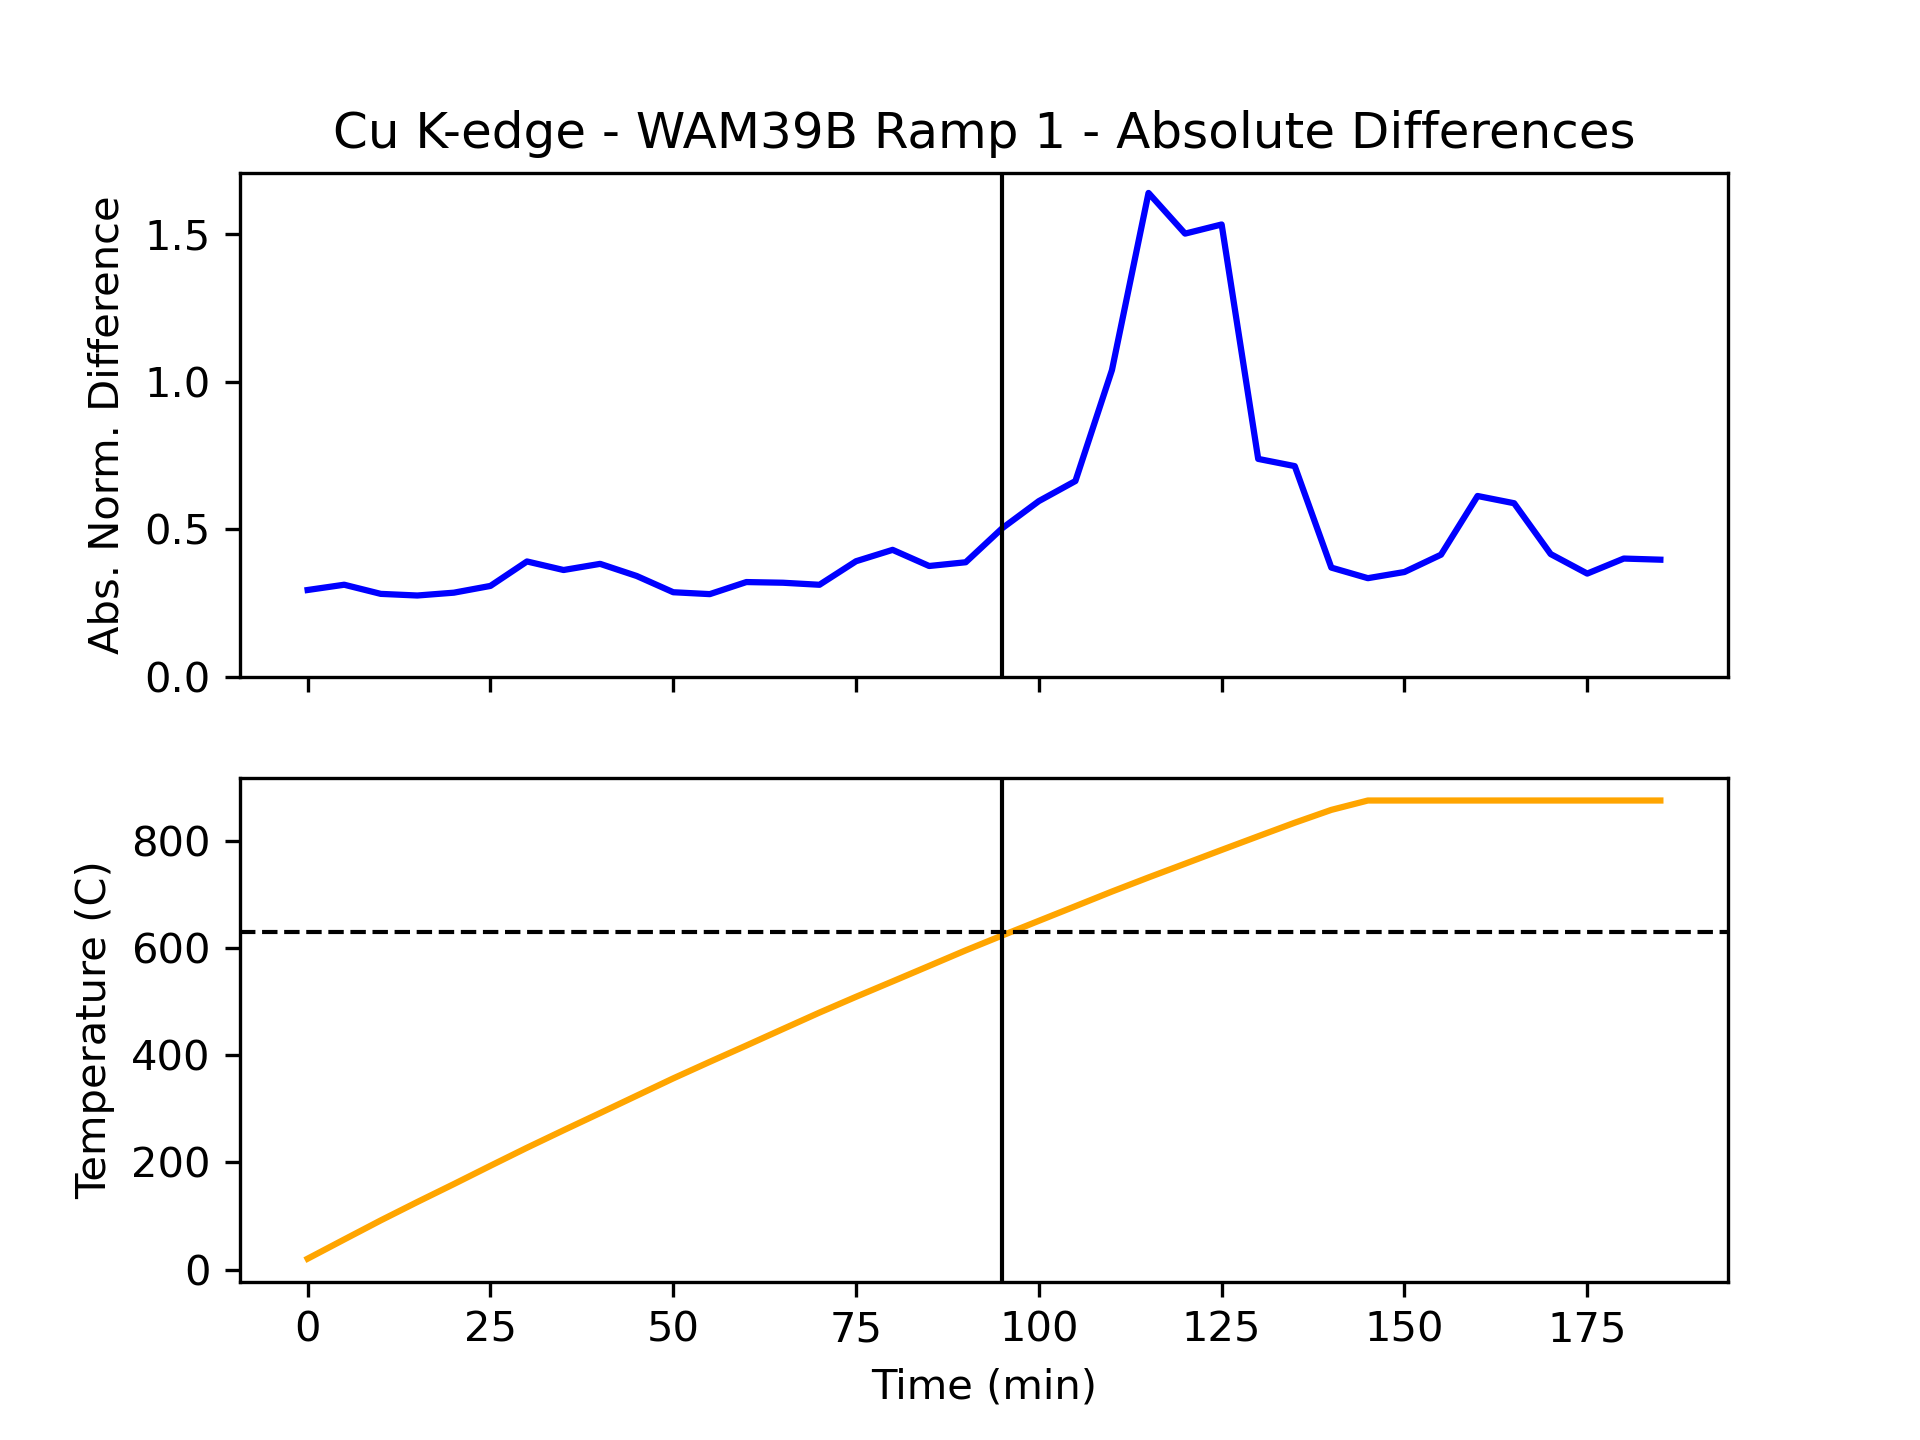 Cu K-edge - WAM39B Ramp 1 - Absolute Differences
Abs. Norm. Difference
1.5
1.0
0.5
0.0
Temperature (C)
800
600
400
200
0
0 25 50 75 100 125 150 175
Time (min)